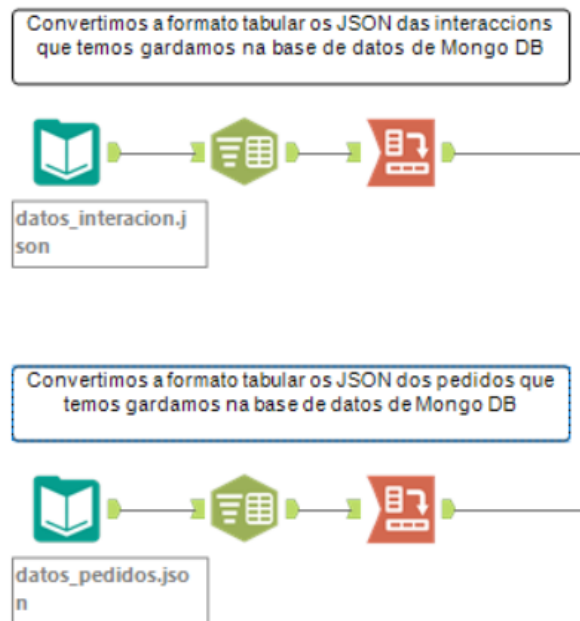 Convertimos a formato tabular os JSON das interaccions
que temos gardamos na base de datos de Mongo DB
datos_interacion.j
son
Convertimos a formato tabular os JSON dos pedidos que
temos gardamos na base de datos de Mongo DB
datos_pedidos.jso
n